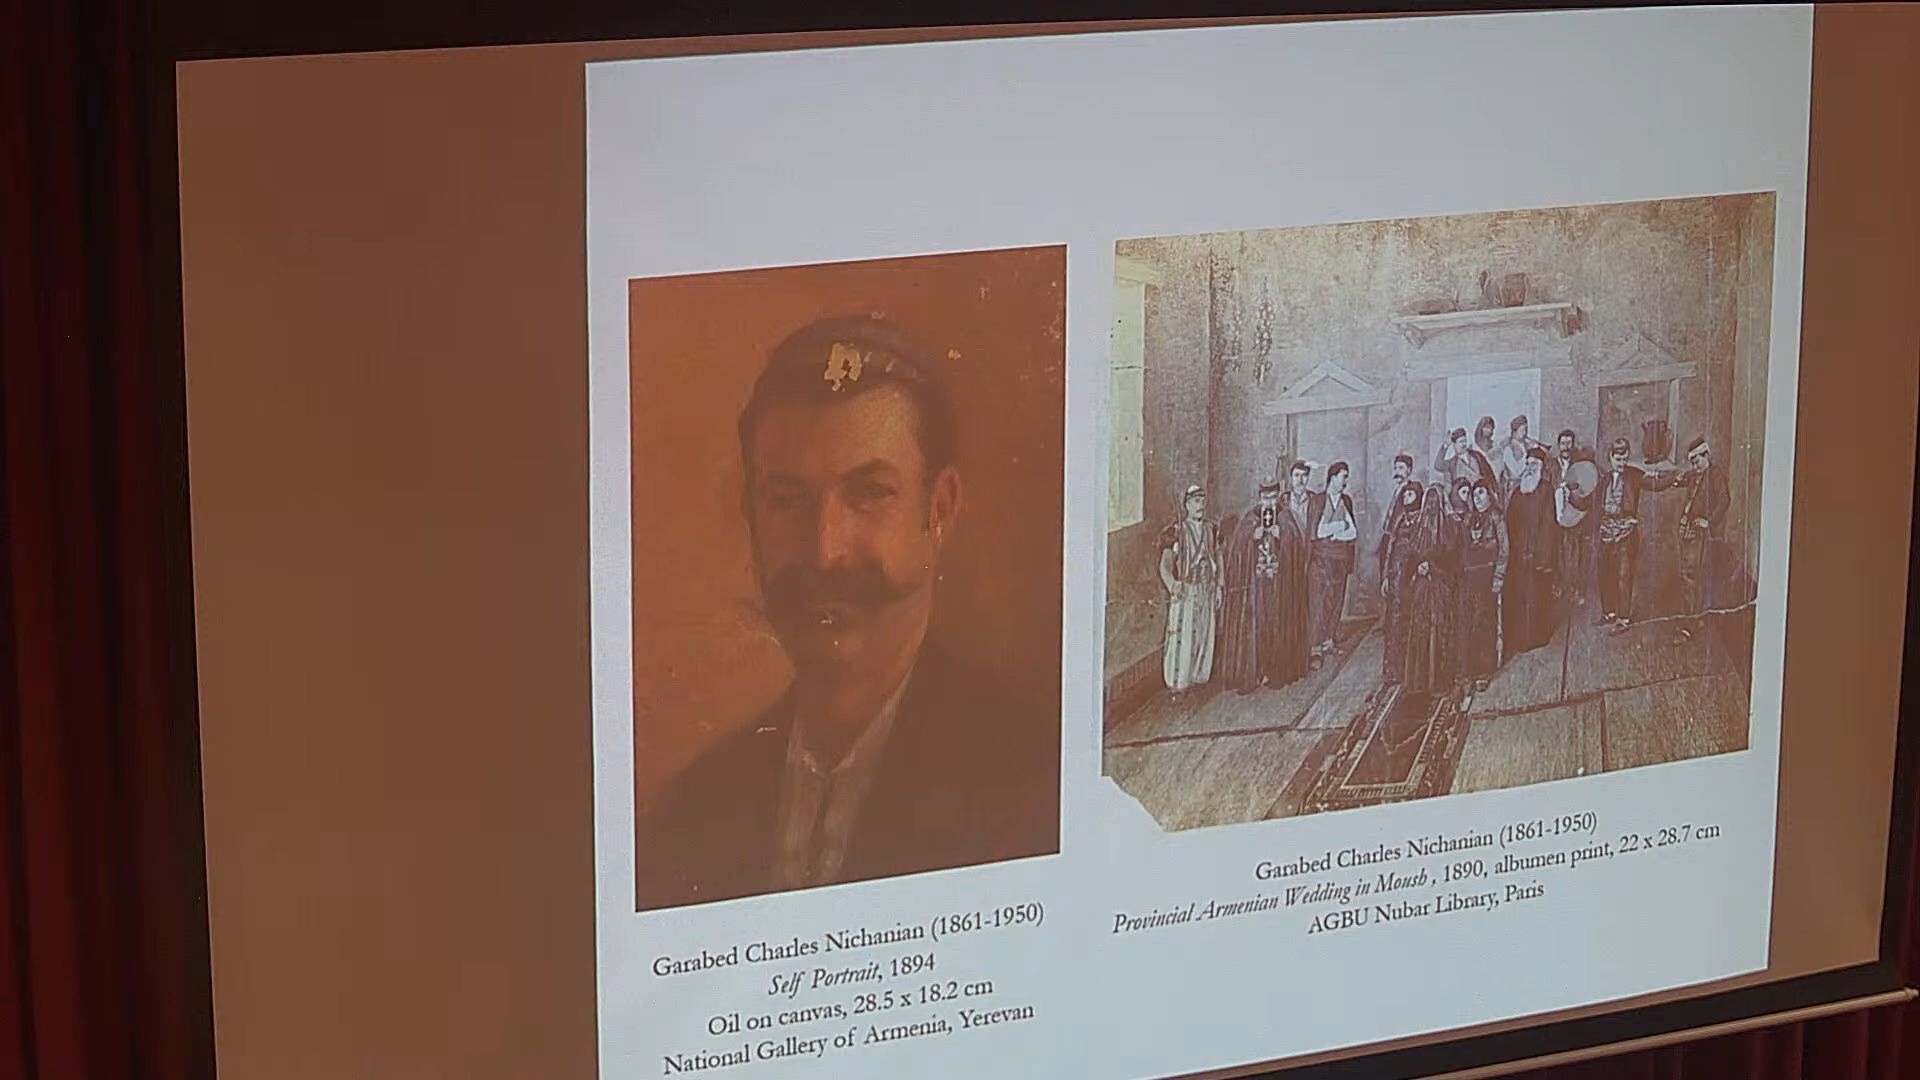 Garabed Charles Nichanian (1861-1950)
Self Portrait, 1894
Oil on canvas, 28.5 x 18.2 cm
National Gallery of Armenia, Yerevan
Garabed Charles Nichanian (1861-1950)
Provincial Armenian Wedding in Moush , 1890, albumen print, 22 x 28.7 cm
AGBU Nubar Library, Paris